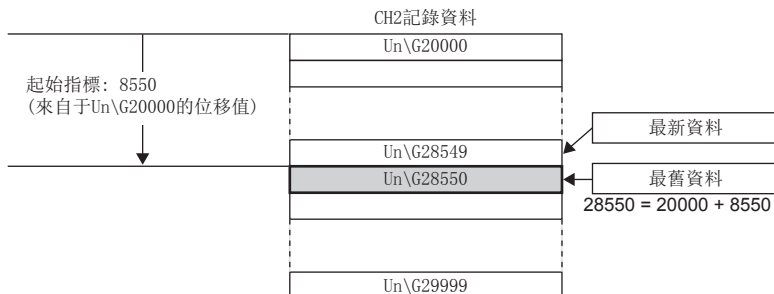 CH2記錄資料
Un\G20000
起始指標: 8550
(來自于Un\G20000的位移值)
最新資料
Un\G28549
Un\G28550
最舊資料
28550 = 20000 + 8550
Un\G29999